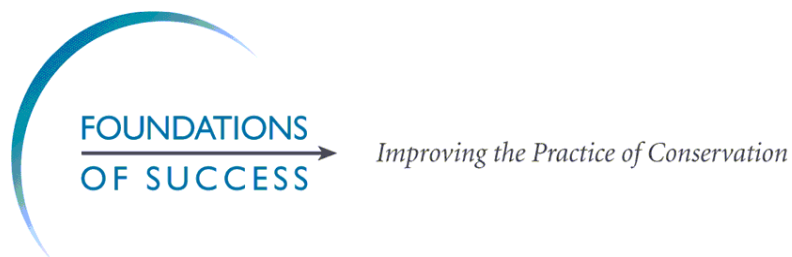 FOUNDATIONS
OF SUCCESS
Improving the Practice of Conservation